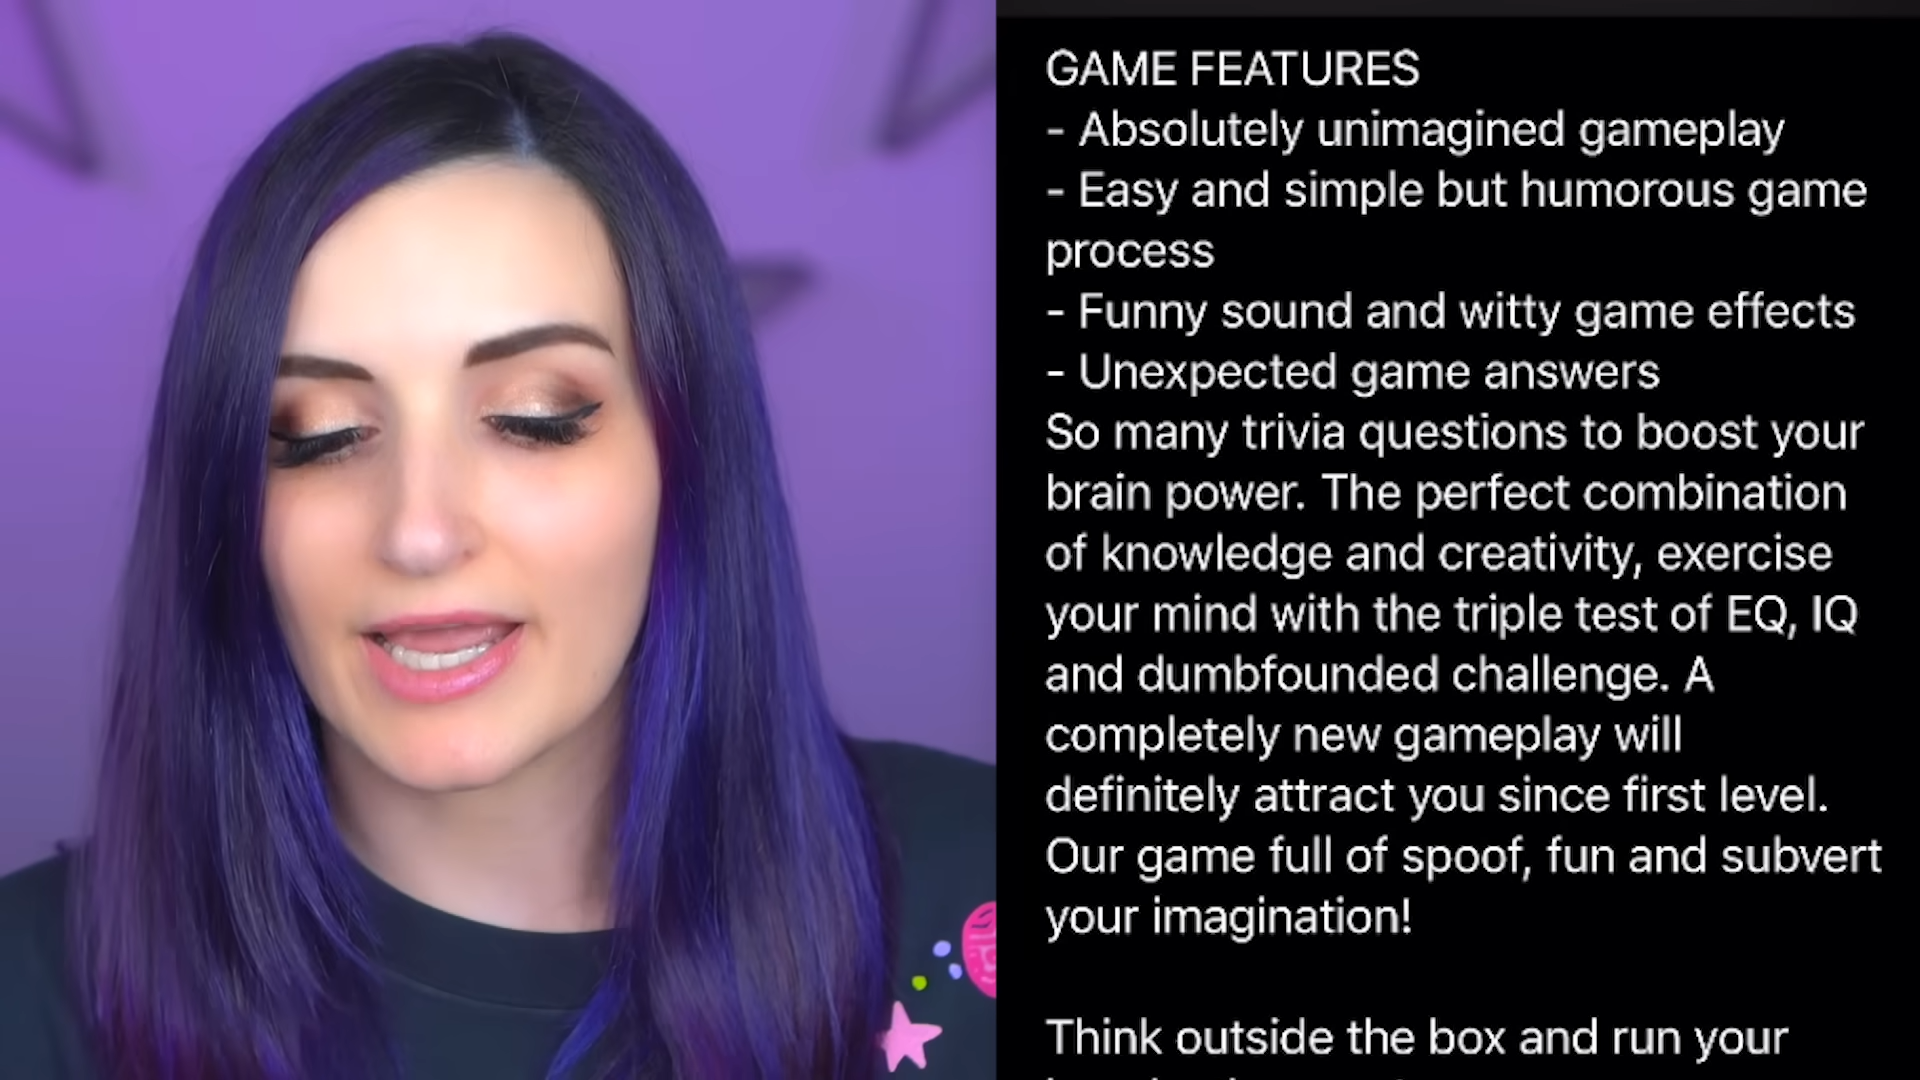 GAME FEATURES
- Absolutely unimagined gameplay
- Easy and simple but humorous game
process
- Funny sound and witty game effects
- Unexpected game answers
So many trivia questions to boost your
brain power. The perfect combination
of knowledge and creativity, exercise
your mind with the triple test of EQ, IQ
and dumbfounded challenge. A
completely new gameplay will
definitely attract you since first level.
Our game full of spoof, fun and subvert
your imagination!
Think outside the box and run your